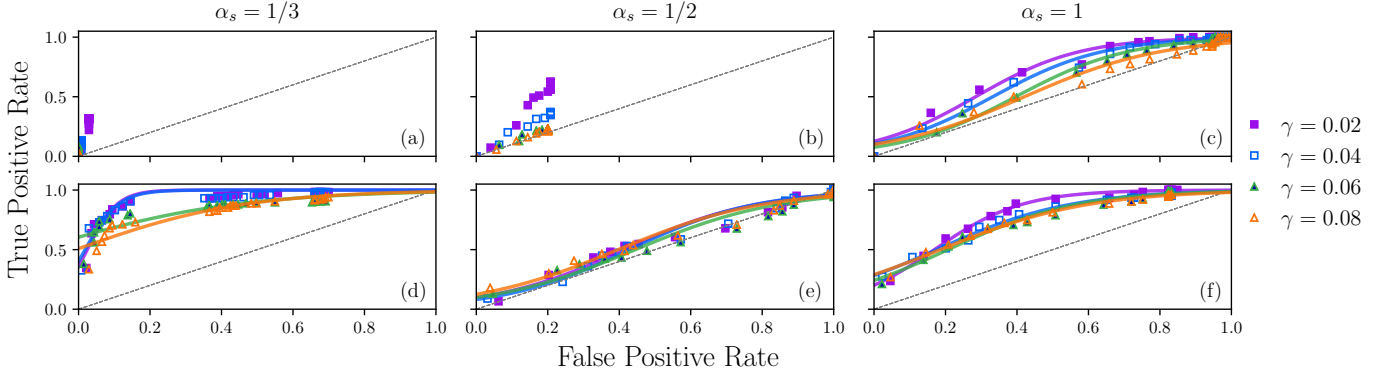 α_s = 1/3
α_s = 1/2
α_s = 1
True Positive Rate
1.0
0.5
0.0
(a)
(b)
(c)
γ = 0.02
γ = 0.04
γ = 0.06
γ = 0.08
1.0
0.5
0.0
(d)
(e)
(f)
0.0 0.2 0.4 0.6 0.8 1.0
0.0 0.2 0.4 0.6 0.8 1.0
0.0 0.2 0.4 0.6 0.8 1.0
False Positive Rate